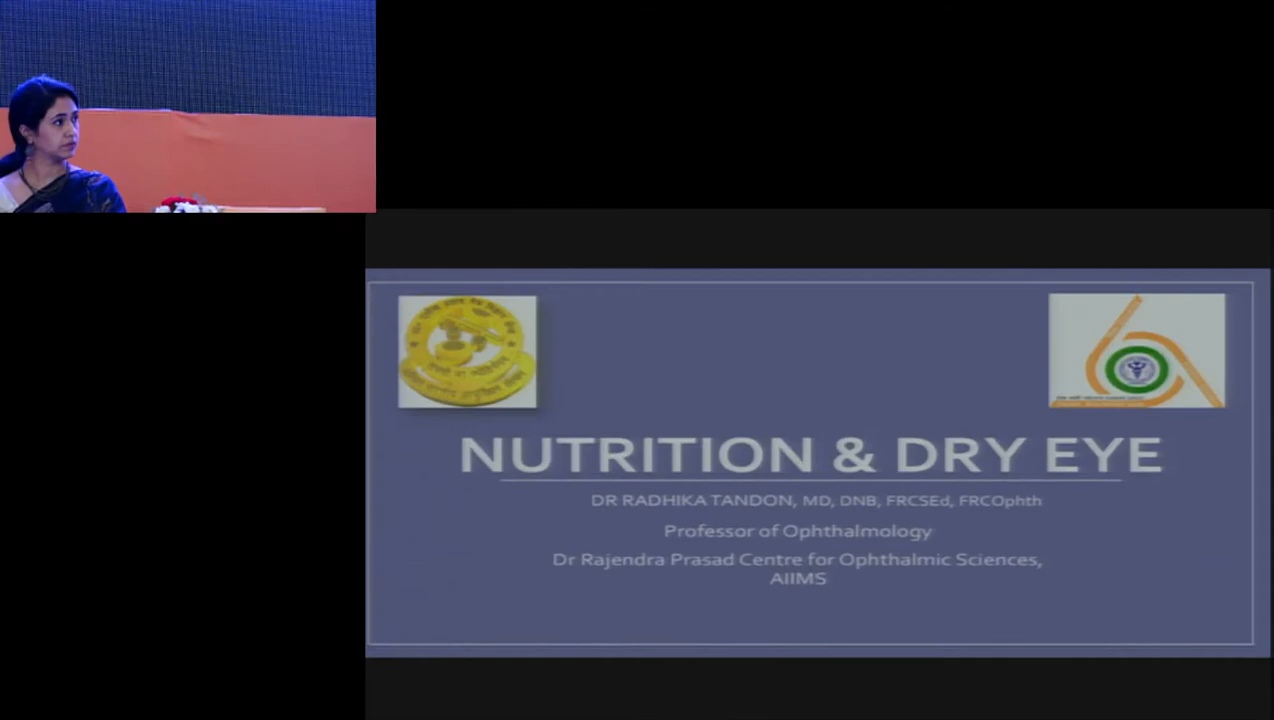 NUTRITION & DRY EYE
DR RADHIKA TANDON, MD, DNB, FRCSEd, FRCOphth
Professor of Ophthalmology
Dr Rajendra Prasad Centre for Ophthalmic Sciences,
AIIMS